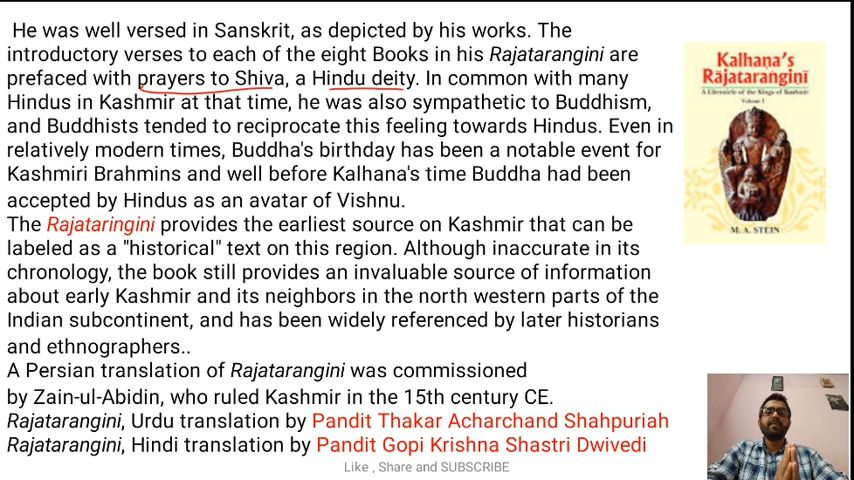 He was well versed in Sanskrit, as depicted by his works. The
introductory verses to each of the eight Books in his Rajatarangini are
prefaced with prayers to Shiva, a Hindu deity. In common with many
Hindus in Kashmir at that time, he was also sympathetic to Buddhism,
and Buddhists tended to reciprocate this feeling towards Hindus. Even in
relatively modern times, Buddha's birthday has been a notable event for
Kashmiri Brahmins and well before Kalhana's time Buddha had been
accepted by Hindus as an avatar of Vishnu.
The Rajataringini provides the earliest source on Kashmir that can be
labeled as a "historical" text on this region. Although inaccurate in its
chronology, the book still provides an invaluable source of information
about early Kashmir and its neighbors in the north western parts of the
Indian subcontinent, and has been widely referenced by later historians
and ethnographers..
A Persian translation of Rajatarangini was commissioned
by Zain-ul-Abidin, who ruled Kashmir in the 15th century CE.
Rajatarangini, Urdu translation by Pandit Thakar Acharchand Shahpuriah
Rajatarangini, Hindi translation by Pandit Gopi Krishna Shastri Dwivedi
Like , Share and SUBSCRIBE
Kalhaṇa's
Rājataraṅgiṇī
A Chronicle of the Kings of Kashmir
Volume I
M. A. STEIN